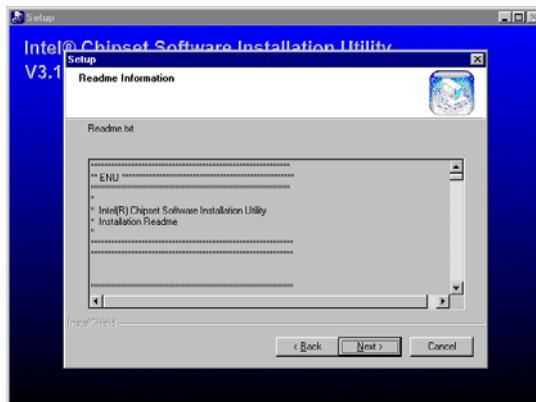 Setup
Intel® Chipset Software Installation Utility
V3.1
Setup
Readme Information
Readme.txt
** ENU
*
* Intel(R) Chipset Software Installation Utility
* Installation Readme
*
InstallShield
< Back
Next >
Cancel